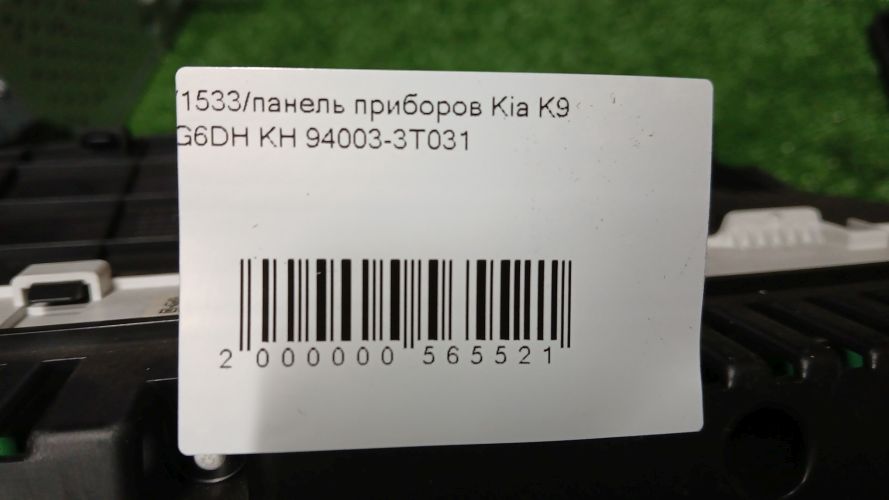 /1533/панель приборов Kia K9
G6DH KH 94003-3T031
2 000000 565521